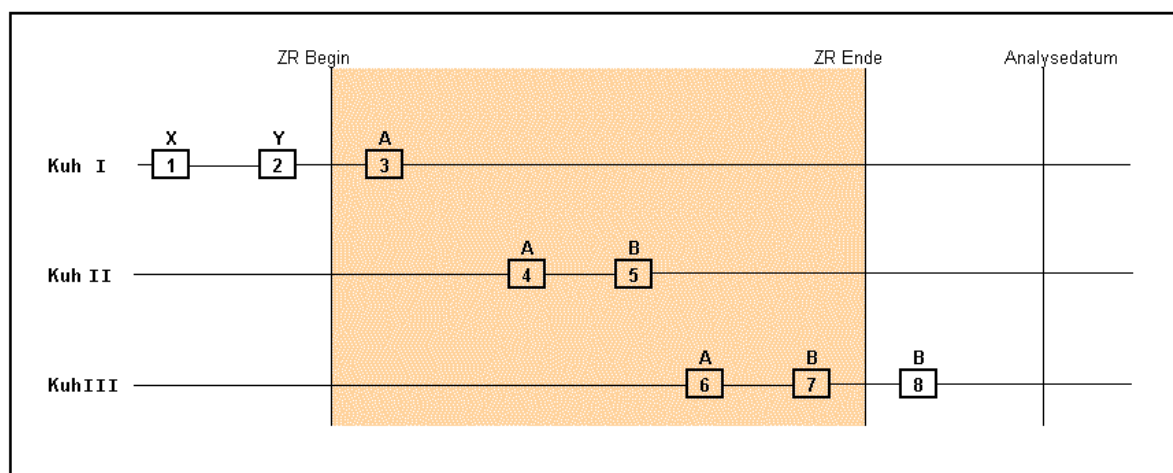 ZR Begin ZR Ende Analysedatum
X Y A
Kuh I 1 2 3
A B
Kuh II 4 5
A B B
KuhIII 6 7 8